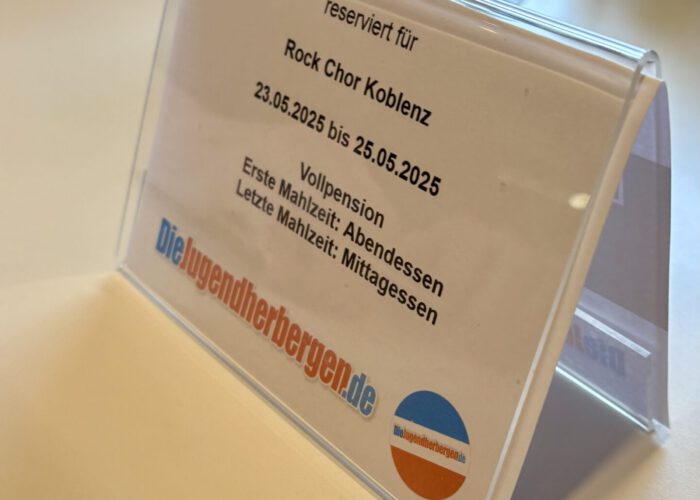 reserviert für
Rock Chor Koblenz
23.05.2025 bis 25.05.2025
Vollpension
Erste Mahlzeit: Abendessen
Letzte Mahlzeit: Mittagessen
DieJugendherbergen.de
DieJugendherbergen.de